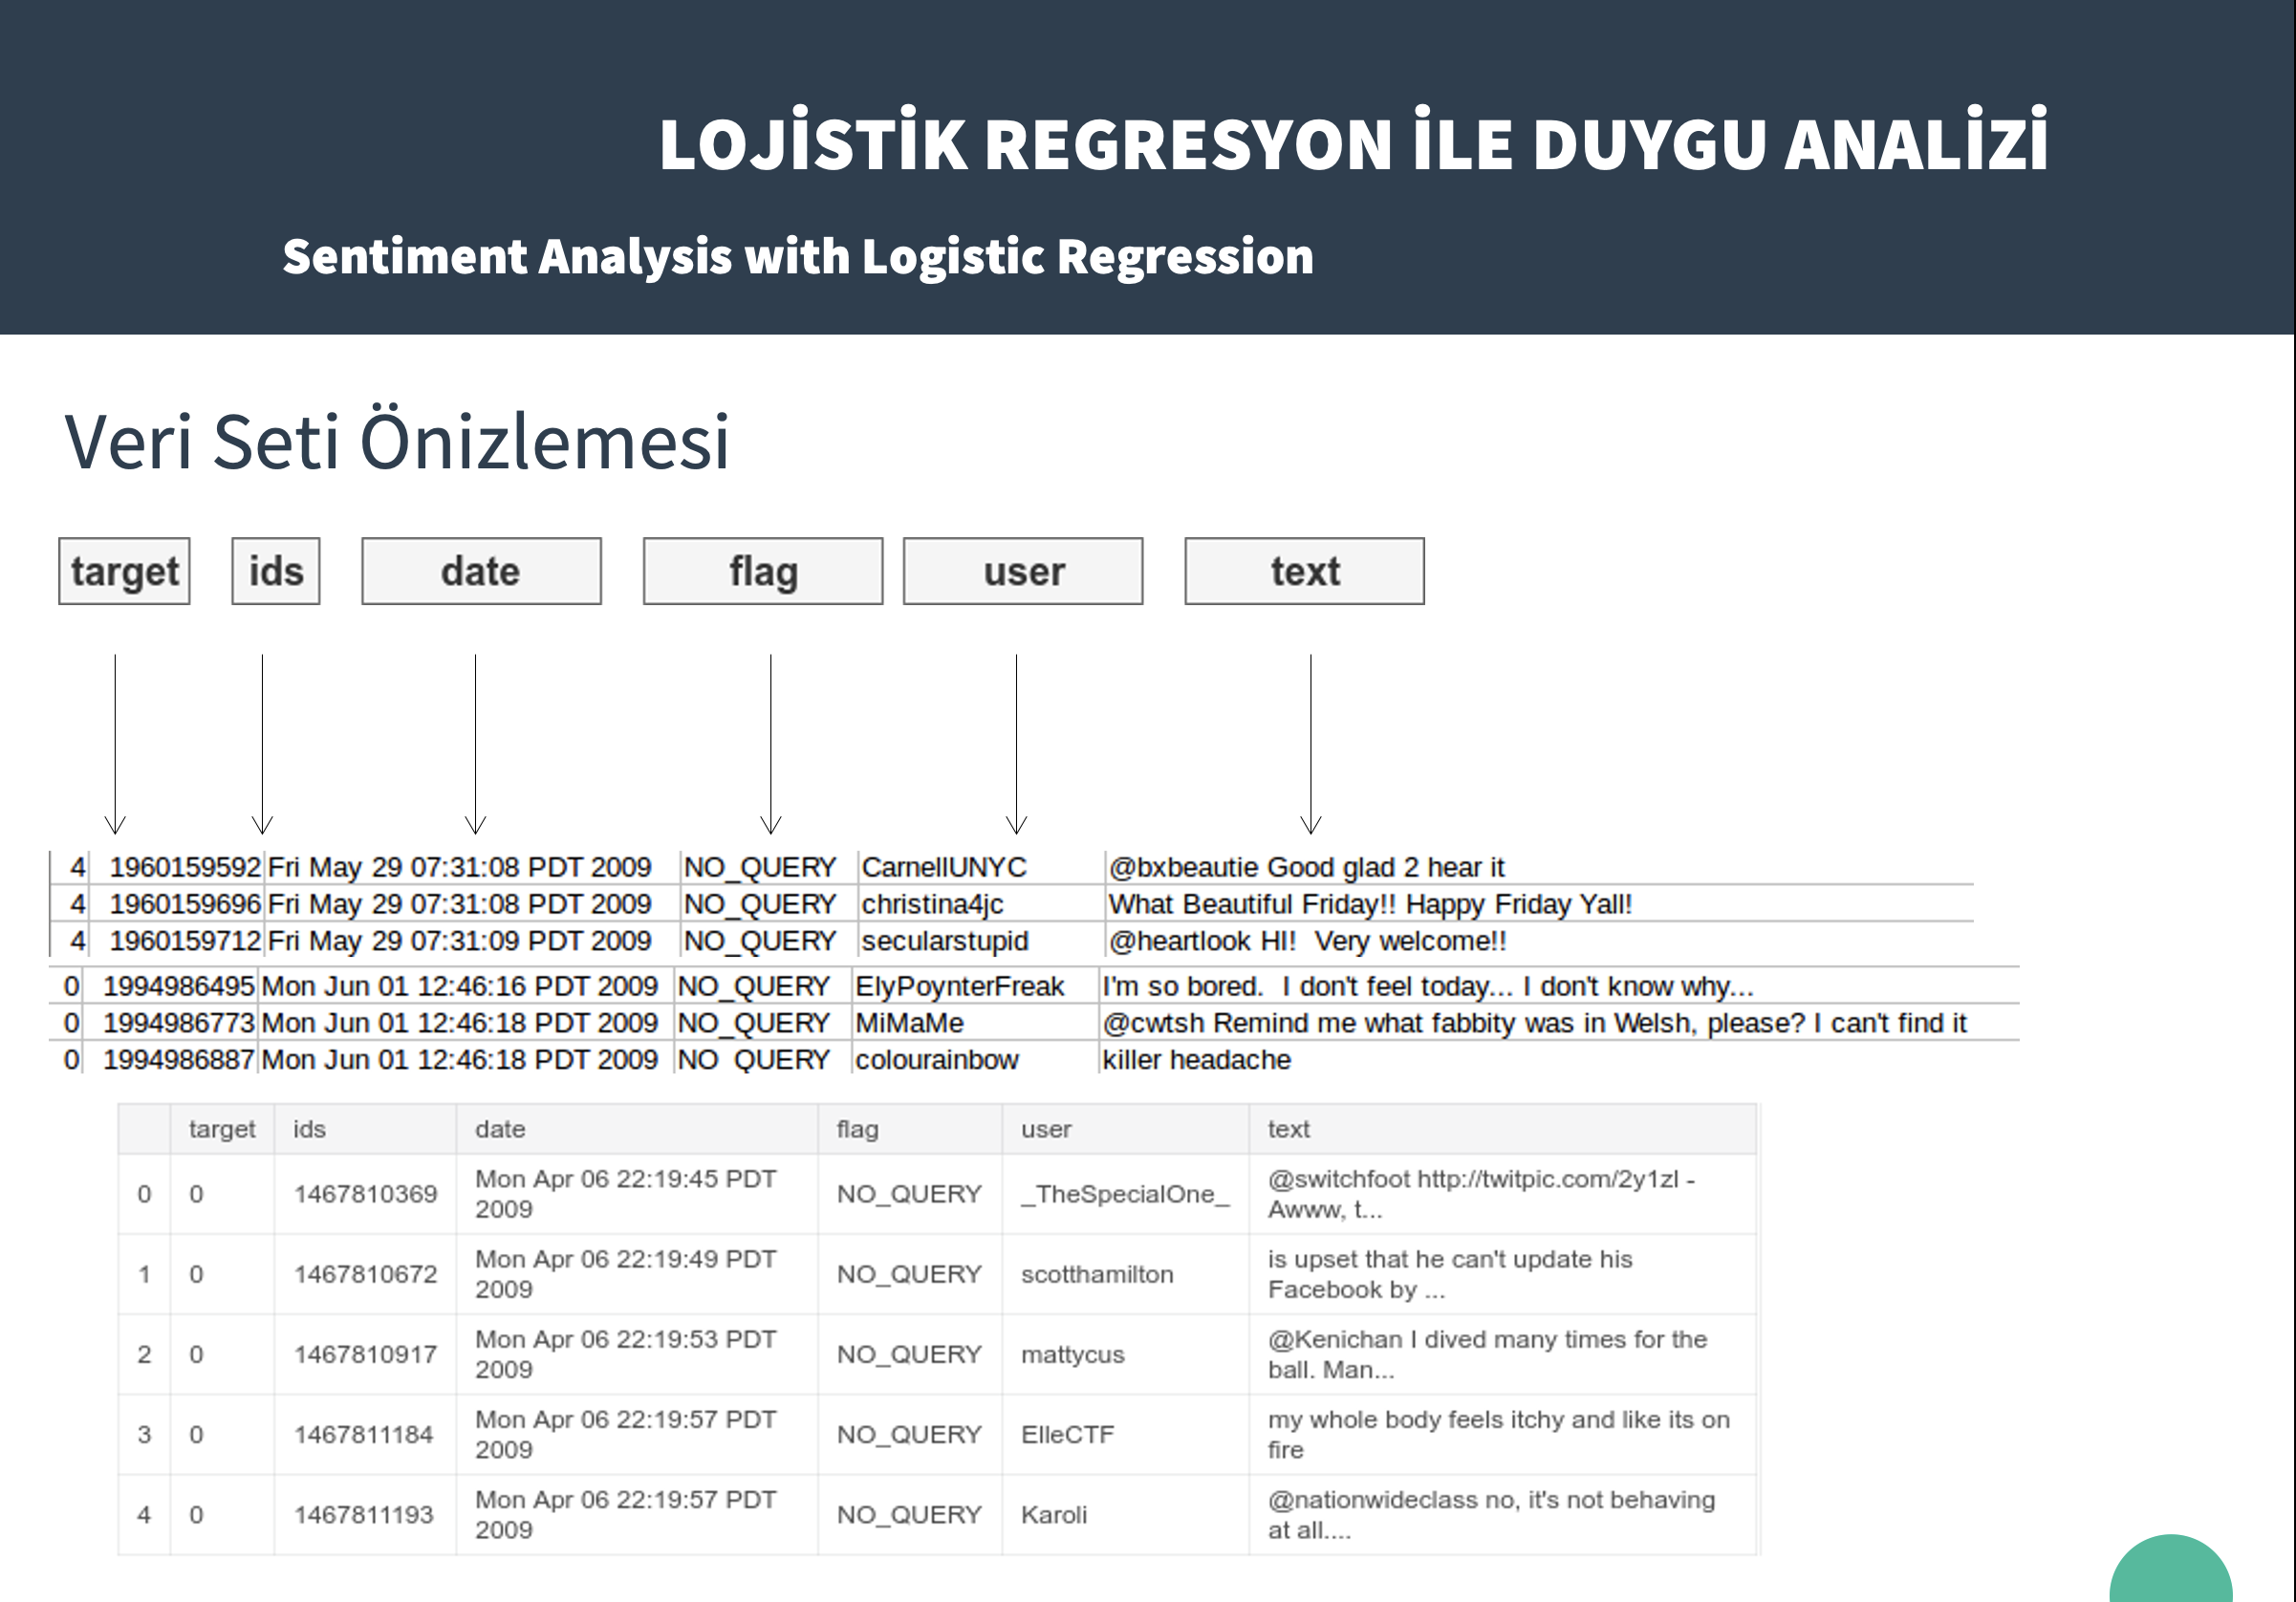 LOJİSTİK REGRESYON İLE DUYGU ANALİZİ
Sentiment Analysis with Logistic Regression
Veri Seti Önizlemesi
target ids date flag user text
4 1960159592 Fri May 29 07:31:08 PDT 2009 NO_QUERY CarnellUNYC @bxbeautie Good glad 2 hear it
4 1960159696 Fri May 29 07:31:08 PDT 2009 NO_QUERY christina4jc What Beautiful Friday!! Happy Friday Yall!
4 1960159712 Fri May 29 07:31:09 PDT 2009 NO_QUERY secularstupid @heartlook HI!  Very welcome!!
0 1994986495 Mon Jun 01 12:46:16 PDT 2009 NO_QUERY ElyPoynterFreak I'm so bored.  I don't feel today... I don't know why...
0 1994986773 Mon Jun 01 12:46:18 PDT 2009 NO_QUERY MiMaMe @cwtsh Remind me what fabbity was in Welsh, please? I can't find it
0 1994986887 Mon Jun 01 12:46:18 PDT 2009 NO QUERY colourainbow killer headache
target ids date flag user text
0 0 1467810369 Mon Apr 06 22:19:45 PDT 2009 NO_QUERY _TheSpecialOne_ @switchfoot http://twitpic.com/2y1zl - Awww, t...
1 0 1467810672 Mon Apr 06 22:19:49 PDT 2009 NO_QUERY scotthamilton is upset that he can't update his Facebook by ...
2 0 1467810917 Mon Apr 06 22:19:53 PDT 2009 NO_QUERY mattycus @Kenichan I dived many times for the ball. Man...
3 0 1467811184 Mon Apr 06 22:19:57 PDT 2009 NO_QUERY ElleCTF my whole body feels itchy and like its on fire
4 0 1467811193 Mon Apr 06 22:19:57 PDT 2009 NO_QUERY Karoli @nationwideclass no, it's not behaving at all....